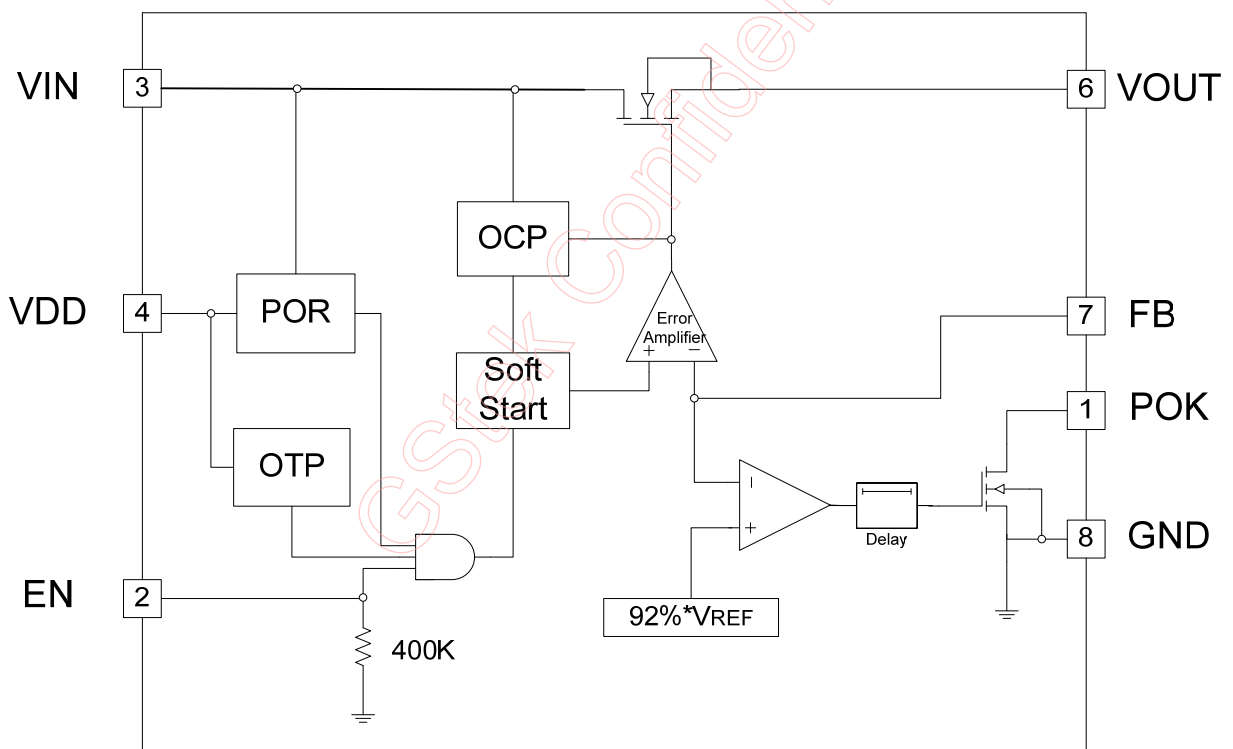 VIN
3
6
VOUT
OCP
VDD
4
POR
Error
Amplifier
+
−
7
FB
Soft
Start
1
POK
OTP
−
+
Delay
8
GND
EN
2
400K
92%*VREF
GStek Confiden